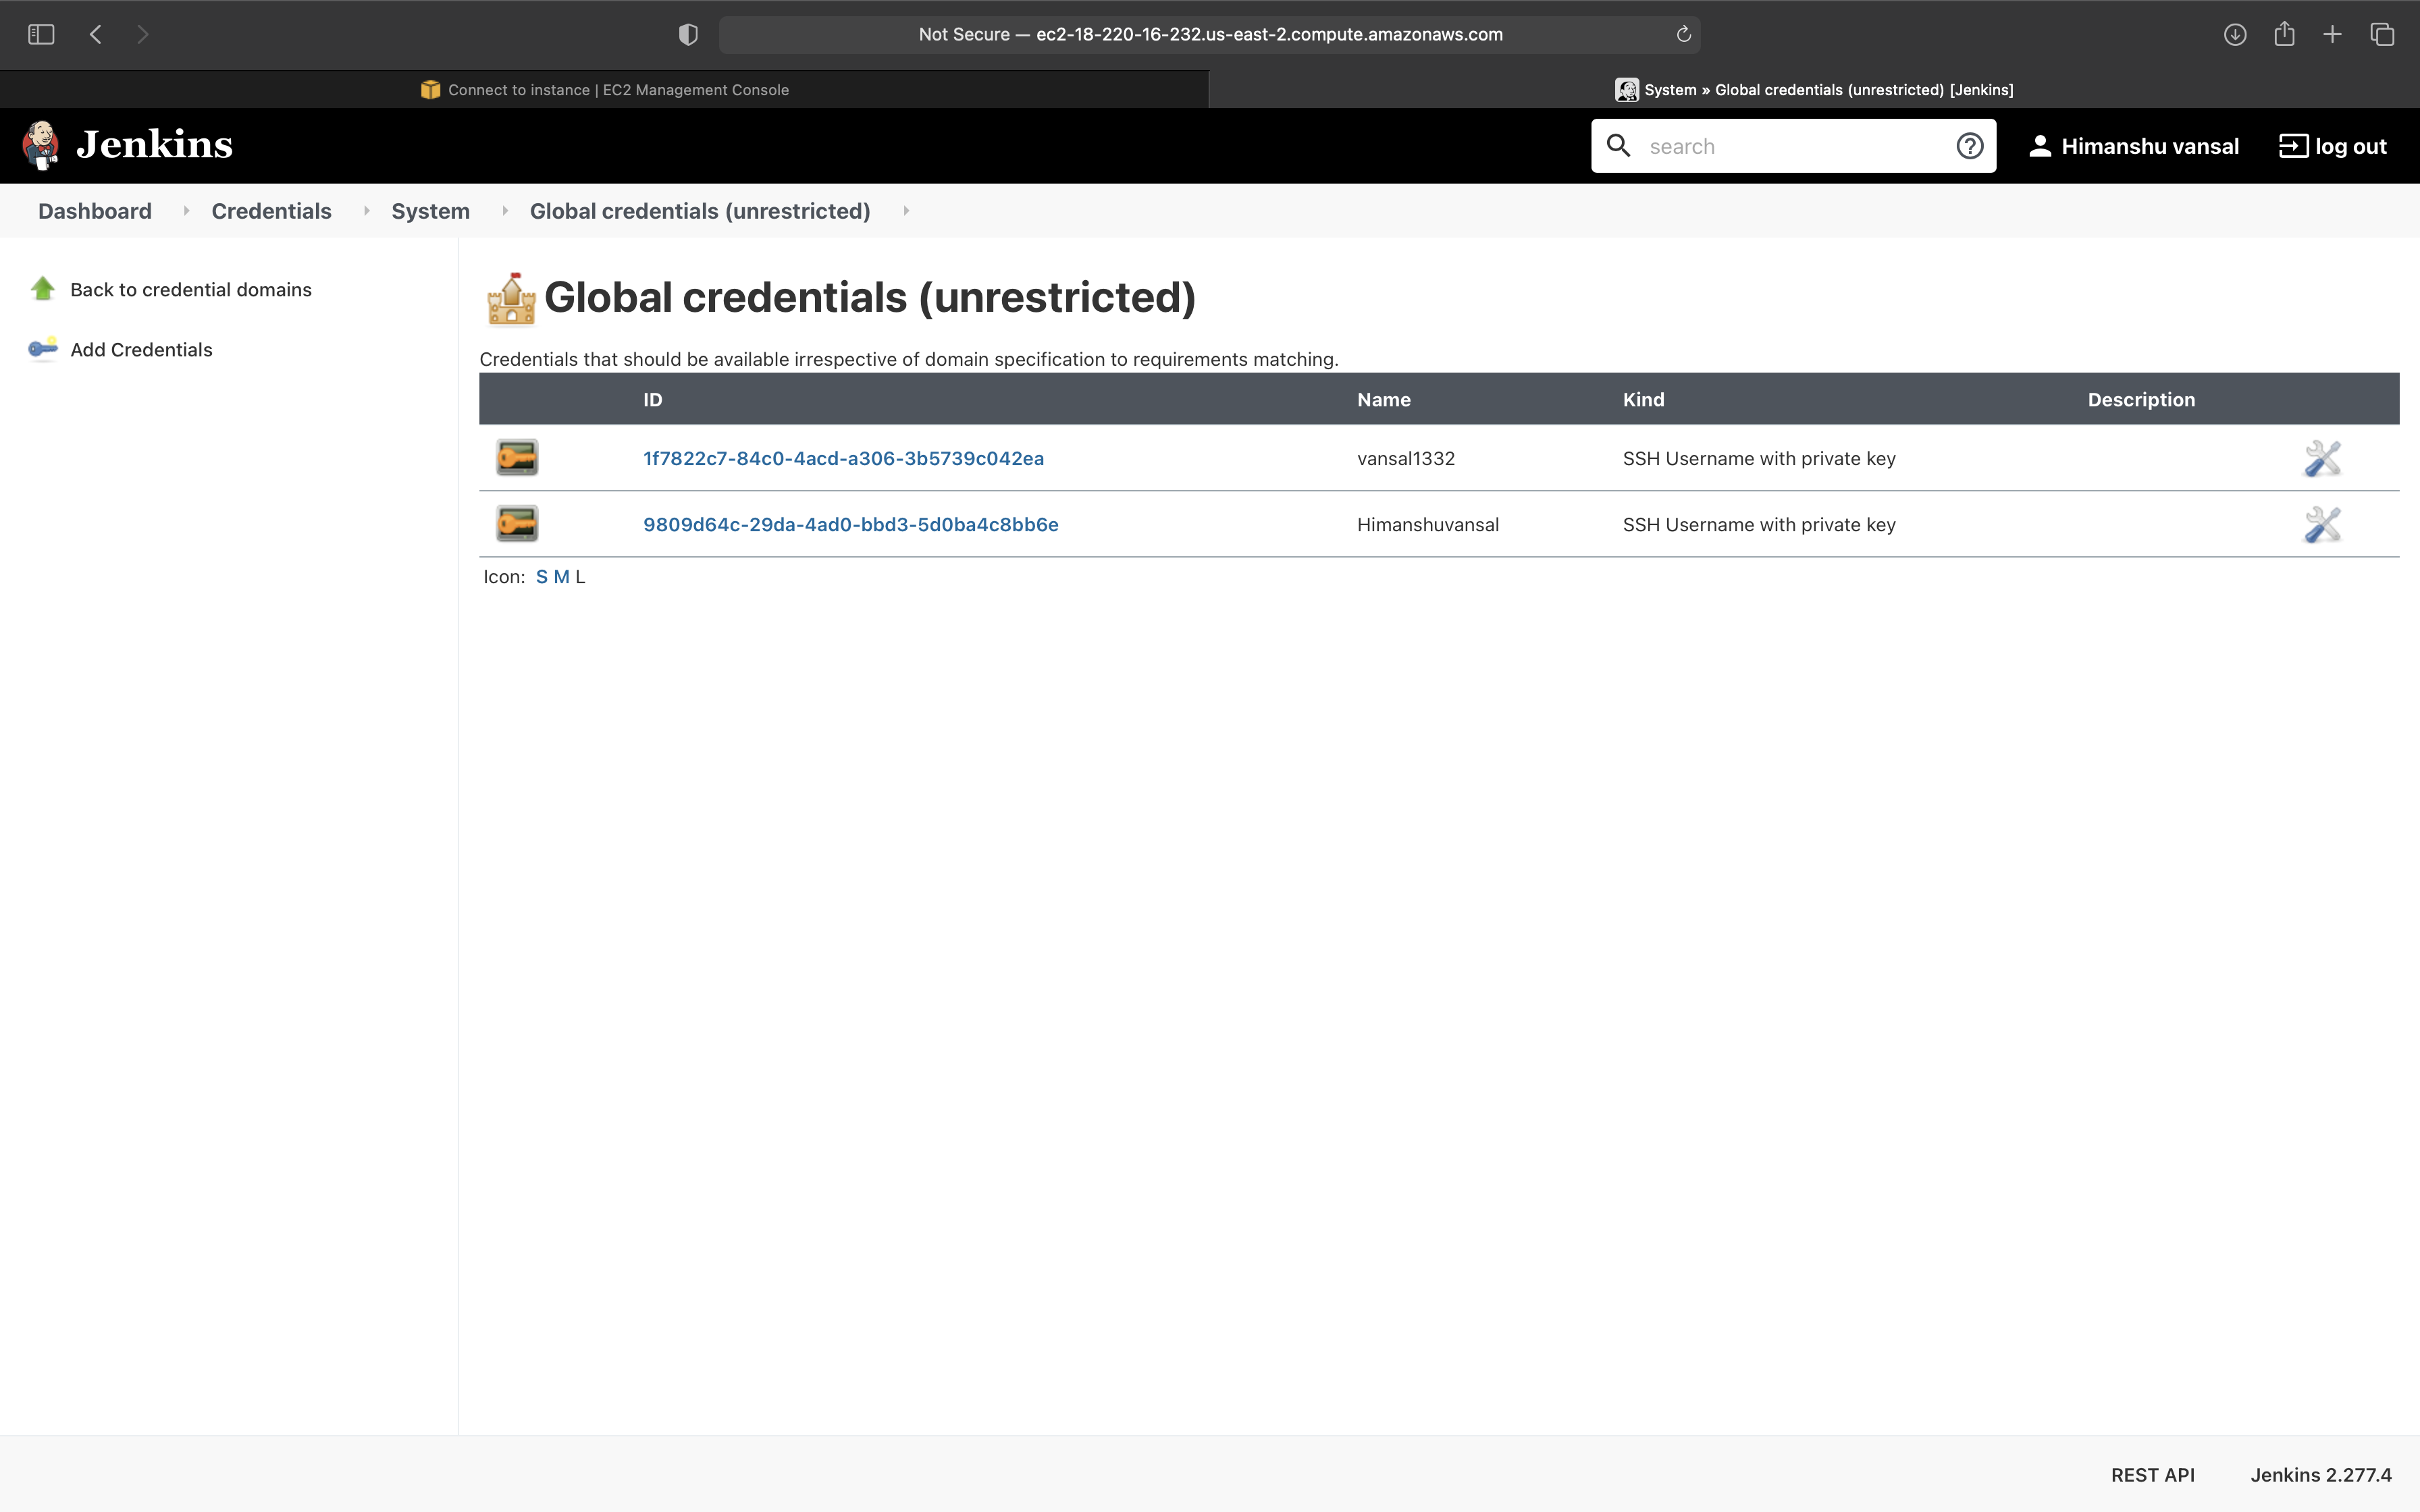 Not Secure — ec2-18-220-16-232.us-east-2.compute.amazonaws.com
Connect to instance | EC2 Management Console
System » Global credentials (unrestricted) [Jenkins]
Jenkins
search
Himanshu vansal
log out
Dashboard
Credentials
System
Global credentials (unrestricted)
Back to credential domains
Add Credentials
Global credentials (unrestricted)
Credentials that should be available irrespective of domain specification to requirements matching.
ID Name Kind Description
1f7822c7-84c0-4acd-a306-3b5739c042ea vansal1332 SSH Username with private key
9809d64c-29da-4ad0-bbd3-5d0ba4c8bb6e Himanshuvansal SSH Username with private key
Icon: S M L
REST API Jenkins 2.277.4